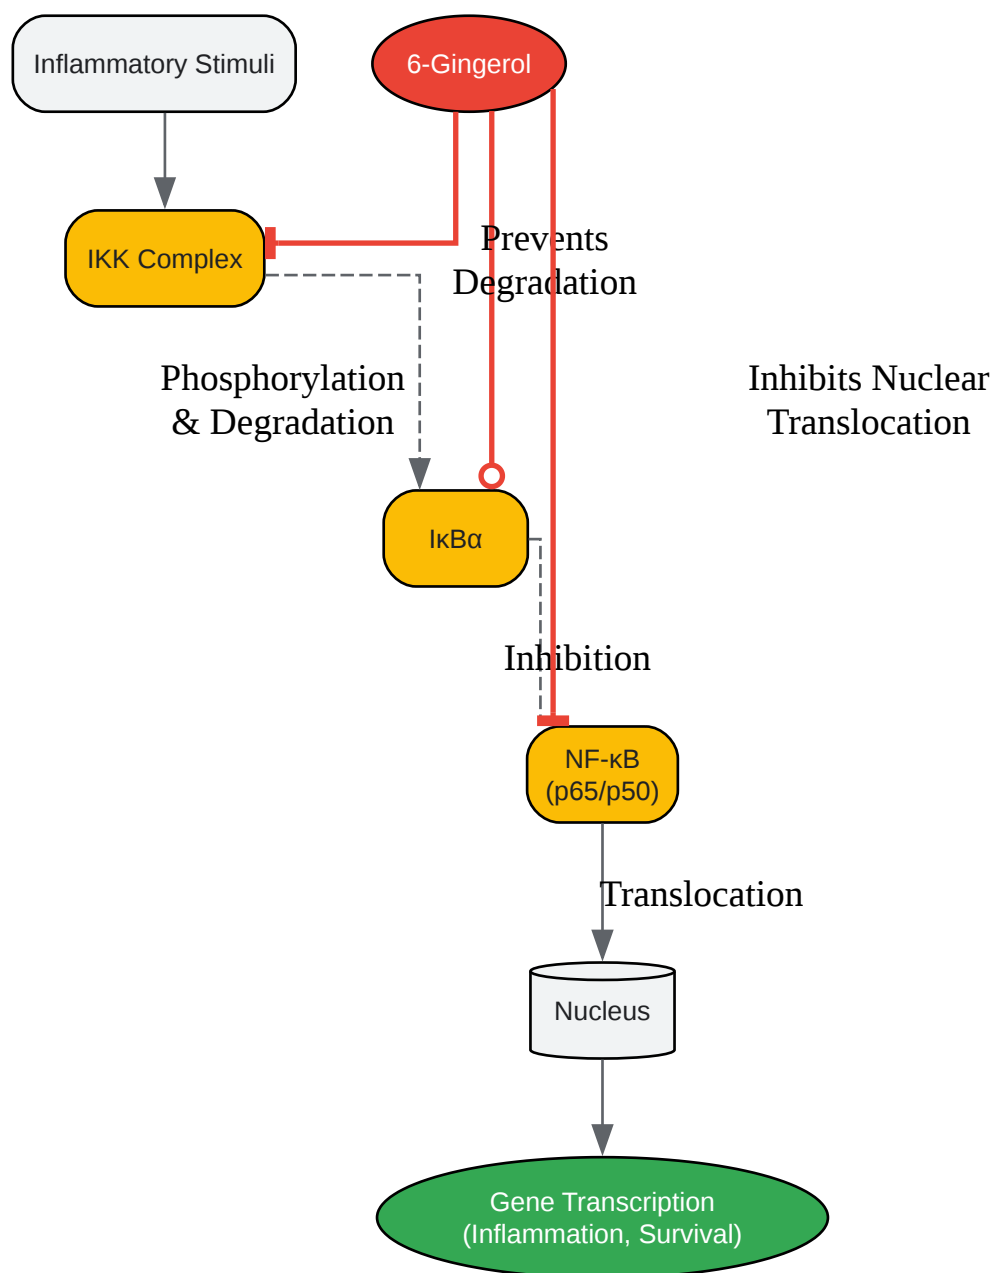 Inflammatory Stimuli
6-Gingerol
Prevents
Degradation
IKK Complex
Phosphorylation
& Degradation
Inhibits Nuclear
Translocation
IκBα
Inhibition
NF-κB
(p65/p50)
Translocation
Nucleus
Gene Transcription
(Inflammation, Survival)